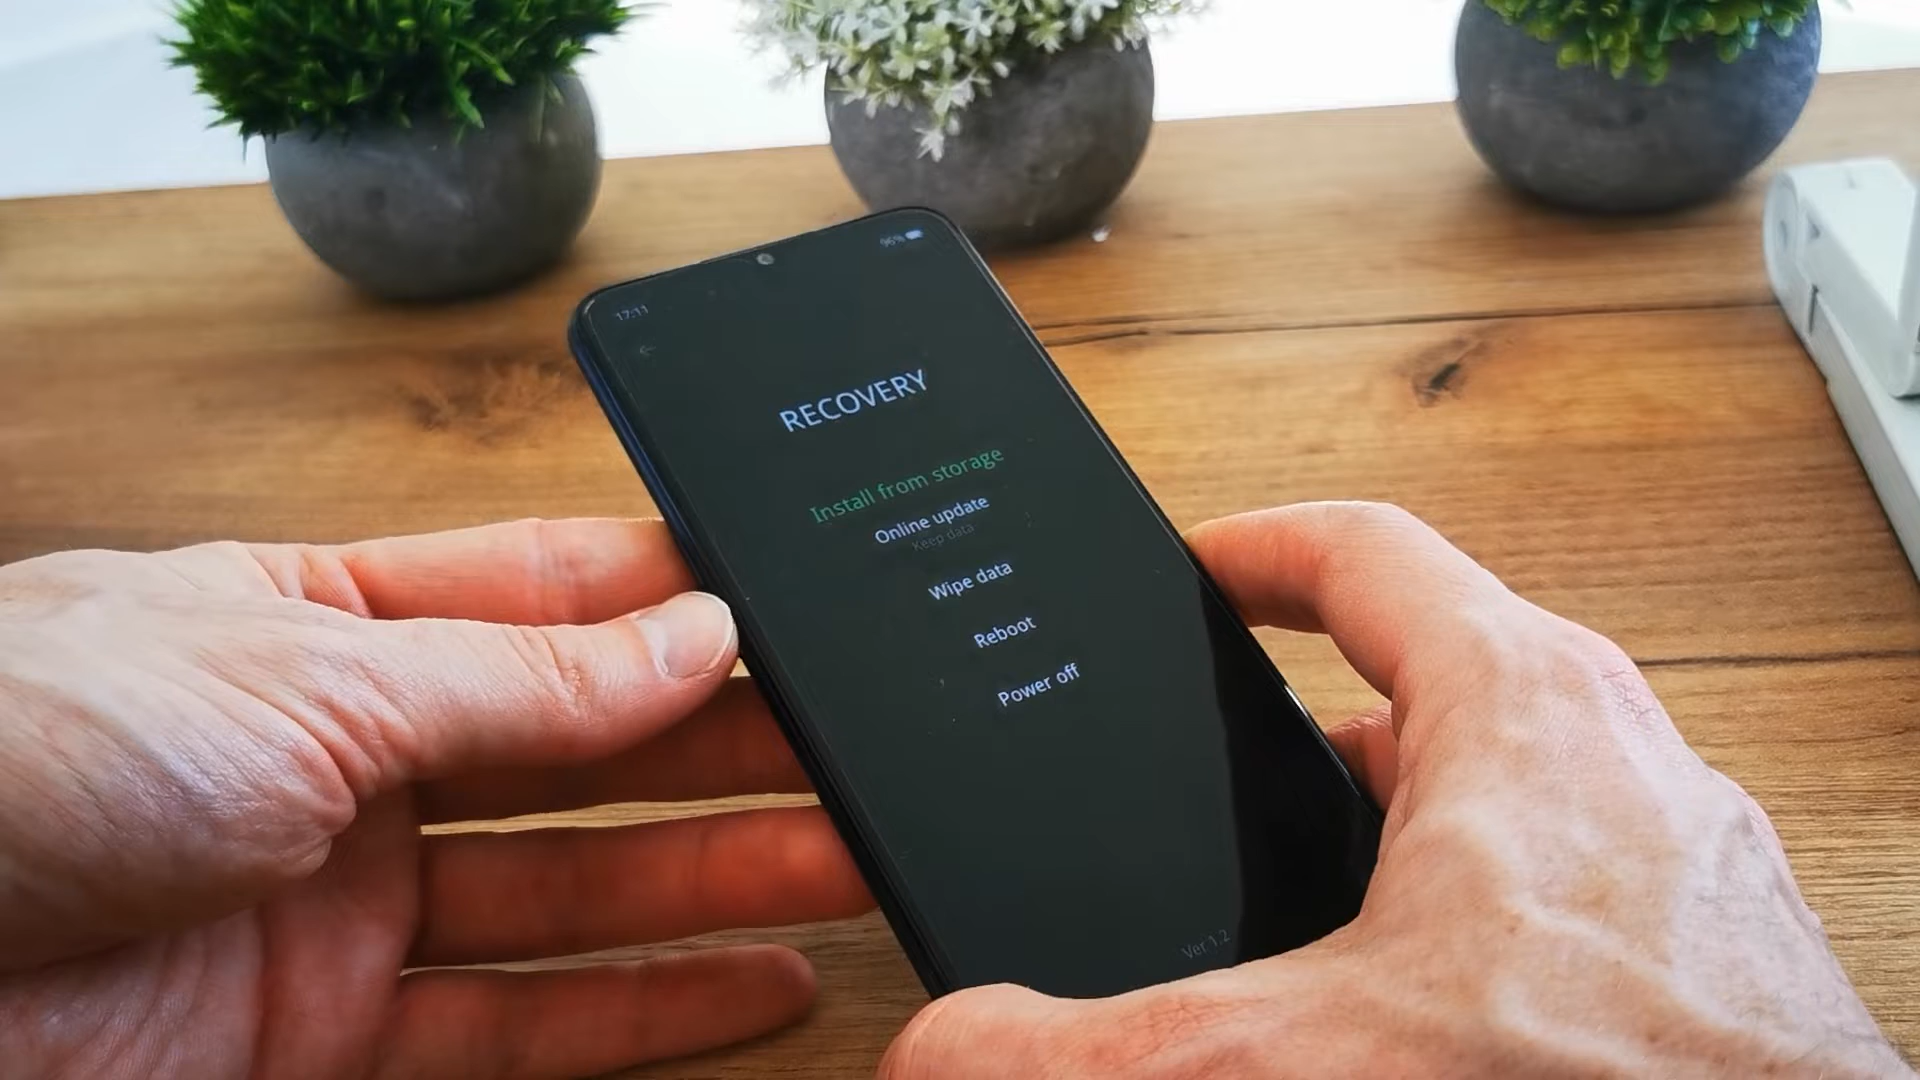 17:11
96%
RECOVERY
Install from storage
Online update
Keep data
Wipe data
Reboot
Power off
Ver 1.2